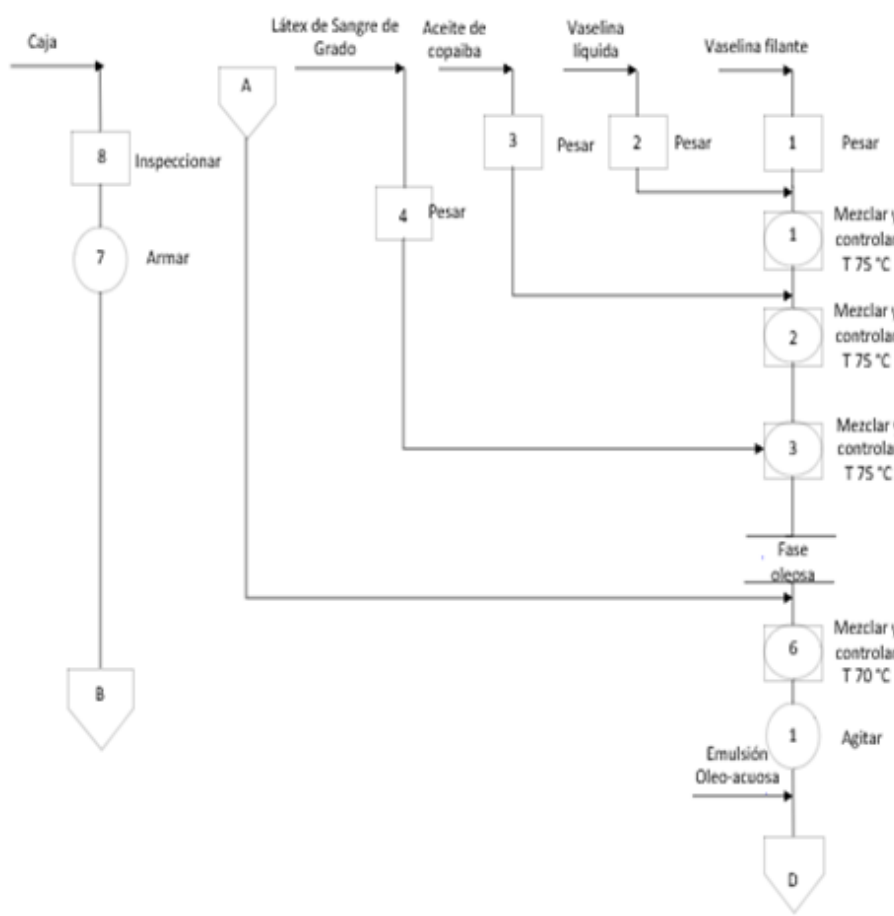 Caja
Látex de Sangre de
Grado
Aceite de
copaiba
Vaselina
líquida
Vaselina filante
A
8
Inspeccionar
3
Pesar
2
Pesar
1
Pesar
4
Pesar
7
Armar
1
Mezclar y
controlar
T 75 °C
2
Mezclar y
controlar
T 75 °C
3
Mezclar
controla
T 75 °C
Fase
oleosa
6
Mezclar y
controlar
T 70 °C
B
1
Agitar
Emulsión
Oleo-acuosa
D